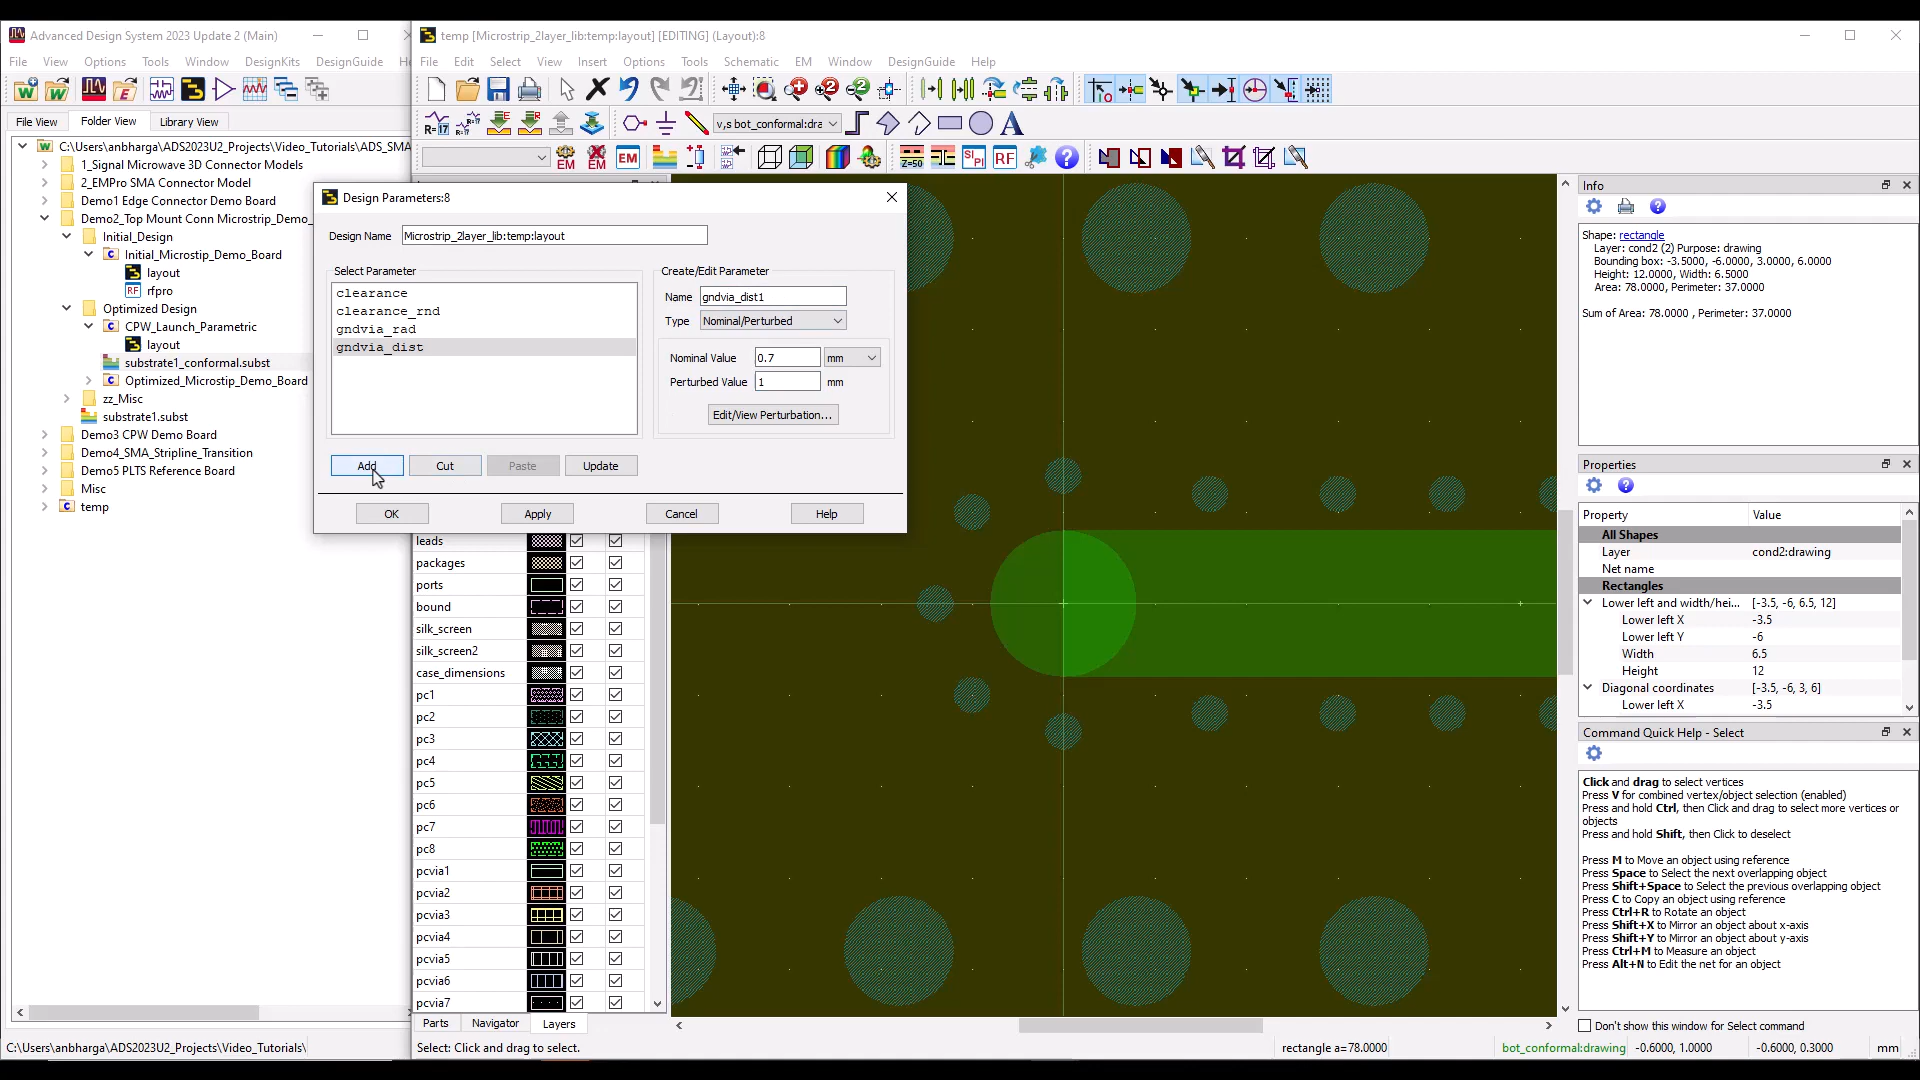 Advanced Design System 2023 Update 2 (Main)
temp [Microstrip_2layer_lib:temp:layout] [EDITING] (Layout):8
File View Options Tools Window DesignKits DesignGuide He
File Edit Select View Insert Options Tools Schematic EM Window DesignGuide Help
File View Folder View Library View
v,s bot_conformal:dra
C:\Users\anbharga\ADS2023U2_Projects\Video_Tutorials\ADS_SMA
1_Signal Microwave 3D Connector Models
2_EMPro SMA Connector Model
Demo1 Edge Connector Demo Board
Demo2_Top Mount Conn Microstrip_Demo_
Initial_Design
Initial_Microstip_Demo_Board
layout
rfpro
Optimized Design
CPW_Launch_Parametric
layout
substrate1_conformal.subst
Optimized_Microstip_Demo_Board
zz_Misc
substrate1.subst
Demo3 CPW Demo Board
Demo4_SMA_Stripline_Transition
Demo5 PLTS Reference Board
Misc
temp
Design Parameters:8
Design Name Microstrip_2layer_lib:temp:layout
Select Parameter
clearance
clearance_rnd
gndvia_rad
gndvia_dist
Create/Edit Parameter
Name gndvia_dist1
Type Nominal/Perturbed
Nominal Value 0.7 mm
Perturbed Value 1 mm
Edit/View Perturbation...
Add Cut Paste Update
OK Apply Cancel Help
leads
packages
ports
bound
silk_screen
silk_screen2
case_dimensions
pc1
pc2
pc3
pc4
pc5
pc6
pc7
pc8
pcvia1
pcvia2
pcvia3
pcvia4
pcvia5
pcvia6
pcvia7
Parts Navigator Layers
Info
Shape: rectangle
Layer: cond2 (2) Purpose: drawing
Bounding box: -3.5000, -6.0000, 3.0000, 6.0000
Height: 12.0000, Width: 6.5000
Area: 78.0000, Perimeter: 37.0000
Sum of Area: 78.0000 , Perimeter: 37.0000
Properties
Property Value
All Shapes
Layer cond2:drawing
Net name
Rectangles
Lower left and width/hei... [-3.5, -6, 6.5, 12]
Lower left X -3.5
Lower left Y -6
Width 6.5
Height 12
Diagonal coordinates [-3.5, -6, 3, 6]
Lower left X -3.5
Command Quick Help - Select
Click and drag to select vertices
Press V for combined vertex/object selection (enabled)
Press and hold Ctrl, then Click and drag to select more vertices or
objects
Press and hold Shift, then Click to deselect
Press M to Move an object using reference
Press Space to Select the next overlapping object
Press Shift+Space to Select the previous overlapping object
Press C to Copy an object using reference
Press Ctrl+R to Rotate an object
Press Shift+X to Mirror an object about x-axis
Press Shift+Y to Mirror an object about y-axis
Press Ctrl+M to Measure an object
Press Alt+N to Edit the net for an object
Don't show this window for Select command
C:\Users\anbharga\ADS2023U2_Projects\Video_Tutorials\
Select: Click and drag to select.
rectangle a=78.0000
bot_conformal:drawing -0.6000, 1.0000 -0.6000, 0.3000 mm